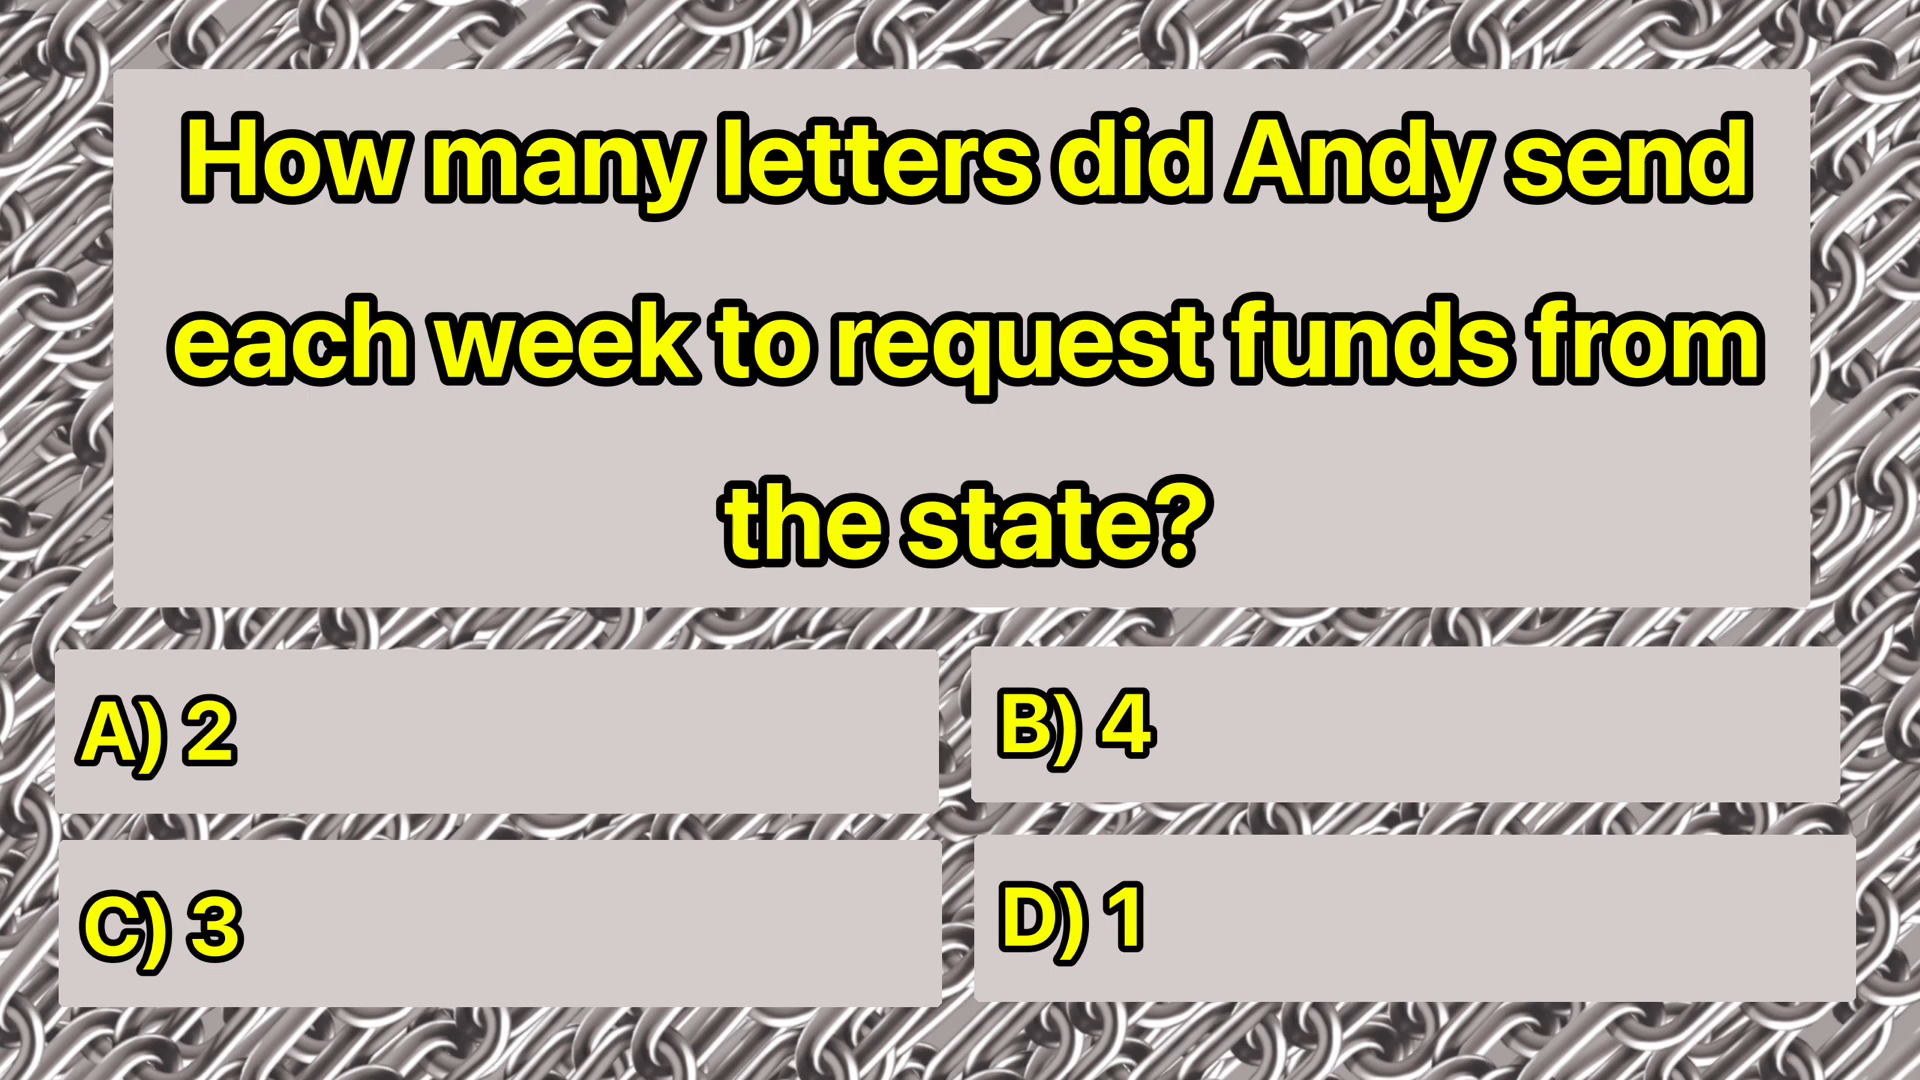 How many letters did Andy send
each week to request funds from
the state?
A) 2
B) 4
C) 3
D) 1